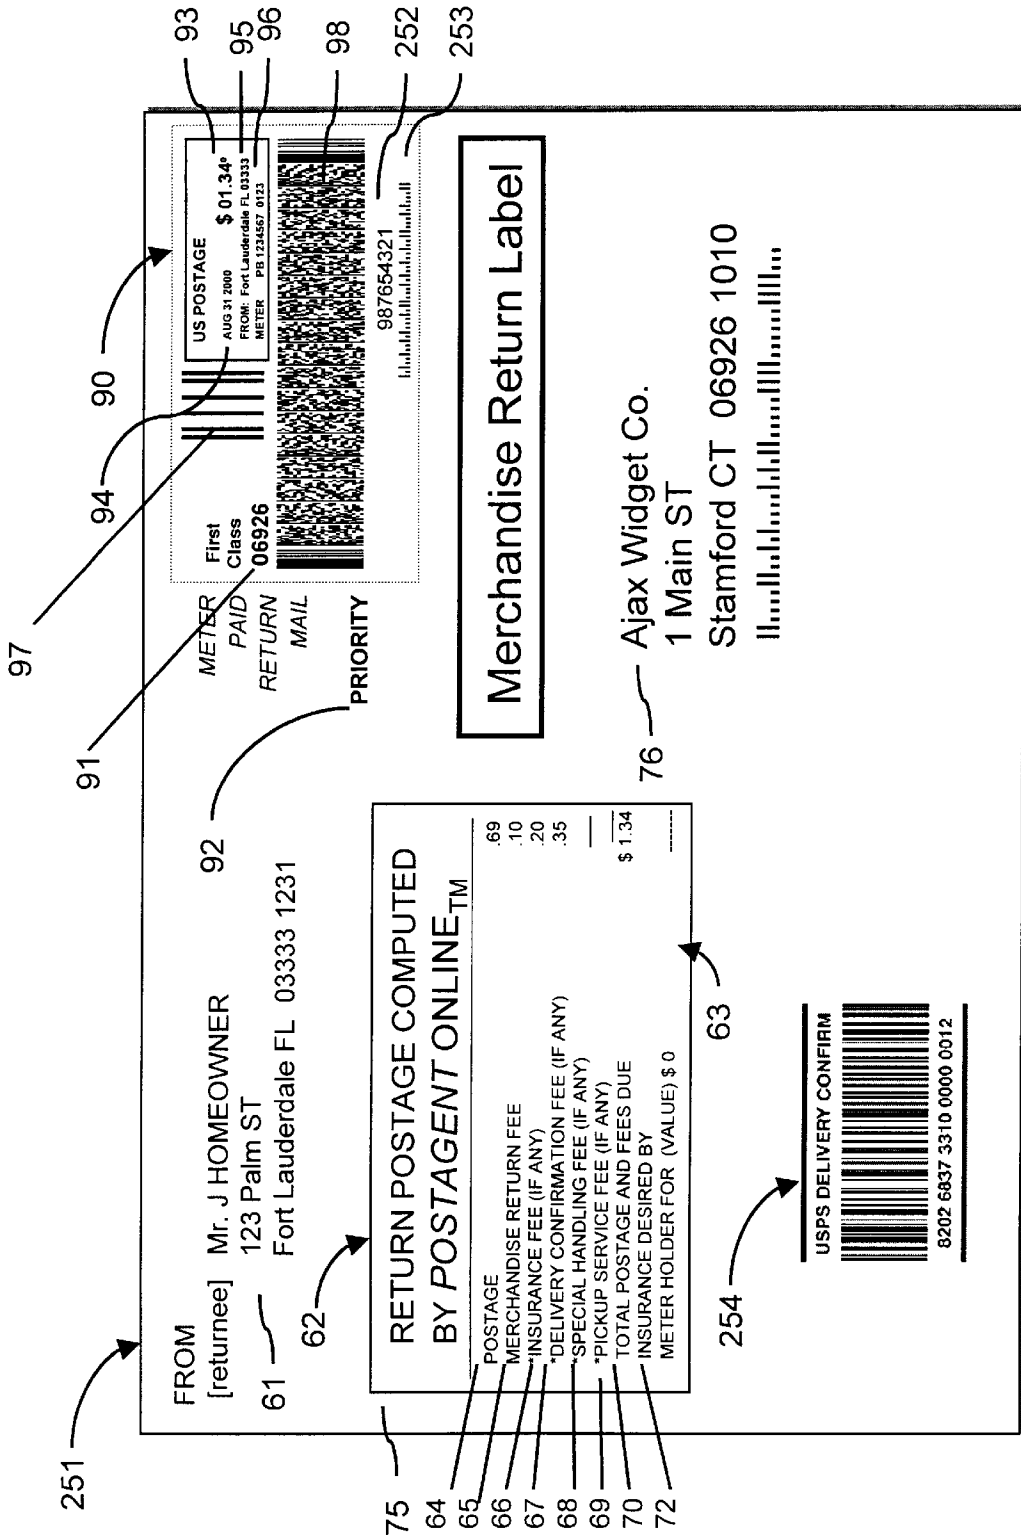 251
FROM
[returnee]
Mr. J HOMEOWNER
123 Palm ST
Fort Lauderdale FL 03333 1231
61
62
75
RETURN POSTAGE COMPUTED
BY POSTAGENT ONLINE TM
64
POSTAGE .69
65
MERCHANDISE RETURN FEE .10
66
*INSURANCE FEE (IF ANY) .20
67
*DELIVERY CONFIRMATION FEE (IF ANY) .35
68
*SPECIAL HANDLING FEE (IF ANY)
69
*PICKUP SERVICE FEE (IF ANY)
70
TOTAL POSTAGE AND FEES DUE $ 1.34
72
INSURANCE DESIRED BY
METER HOLDER FOR (VALUE) $ 0
63
254
USPS DELIVERY CONFIRM
8202 6837 3310 0000 0012
97
91
92
94
90
METER
PAID
RETURN
MAIL
PRIORITY
First
Class
06926
US POSTAGE
AUG 31 2000 $ 01.34º
FROM: Fort Lauderdale FL 03333
METER PB 1234567 0123
93
95
96
98
252
253
987654321
Merchandise Return Label
76
Ajax Widget Co.
1 Main ST
Stamford CT 06926 1010